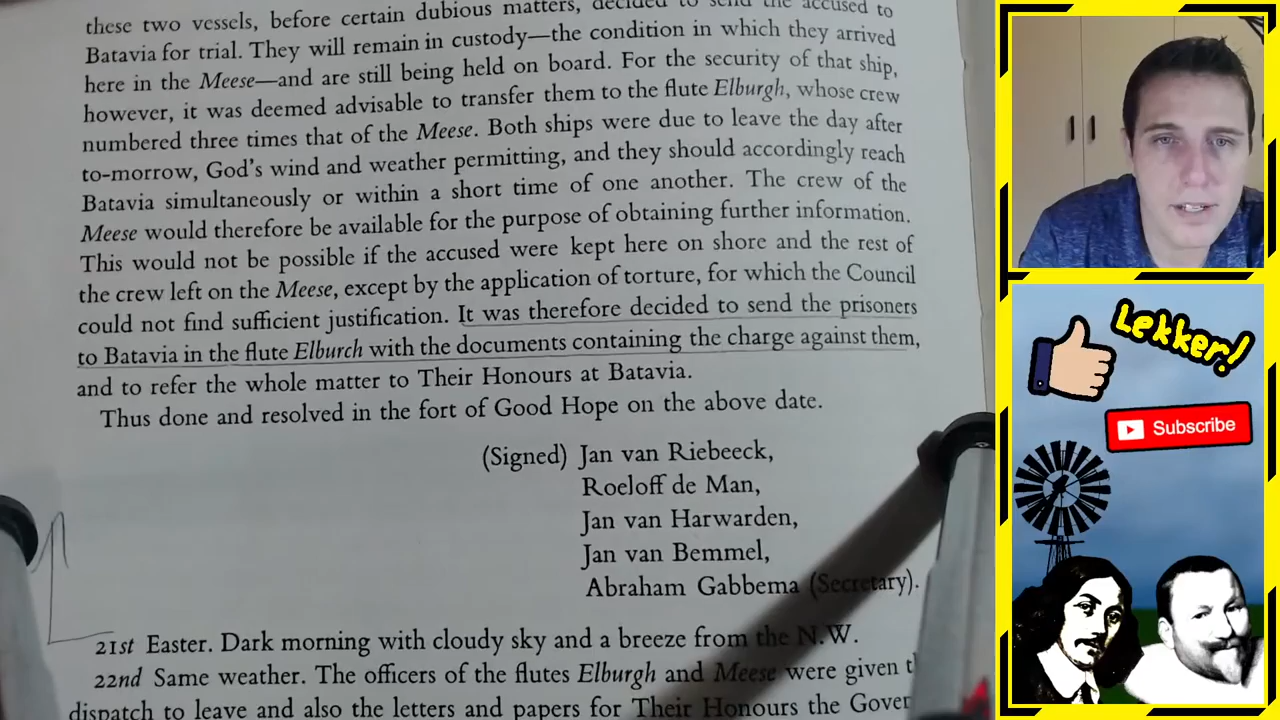 these two vessels, before certain dubious matters, decided to send the accused to
Batavia for trial. They will remain in custody—the condition in which they arrived
here in the Meese—and are still being held on board. For the security of that ship,
however, it was deemed advisable to transfer them to the flute Elburgh, whose crew
numbered three times that of the Meese. Both ships were due to leave the day after
to-morrow, God's wind and weather permitting, and they should accordingly reach
Batavia simultaneously or within a short time of one another. The crew of the
Meese would therefore be available for the purpose of obtaining further information.
This would not be possible if the accused were kept here on shore and the rest of
the crew left on the Meese, except by the application of torture, for which the Council
could not find sufficient justification. It was therefore decided to send the prisoners
to Batavia in the flute Elburch with the documents containing the charge against them,
and to refer the whole matter to Their Honours at Batavia.
Thus done and resolved in the fort of Good Hope on the above date.
(Signed) Jan van Riebeeck,
Roeloff de Man,
Jan van Harwarden,
Jan van Bemmel,
Abraham Gabbema (Secretary).
21st Easter. Dark morning with cloudy sky and a breeze from the N.W.
22nd Same weather. The officers of the flutes Elburgh and Meese were given
dispatch to leave and also the letters and papers for Their Honours the Gover
Lekker!
Subscribe